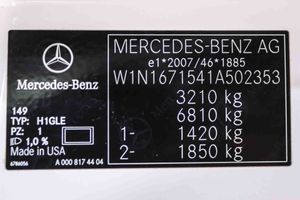 Mercedes-Benz
149
TYP: H1GLE
PZ: 1
1,0 %
Made in USA
6786056
A 000 817 44 04
MERCEDES-BENZ AG
e1*2007/46*1885
W1N1671541A502353
3210 kg
6810 kg
1- 1420 kg
2- 1850 kg